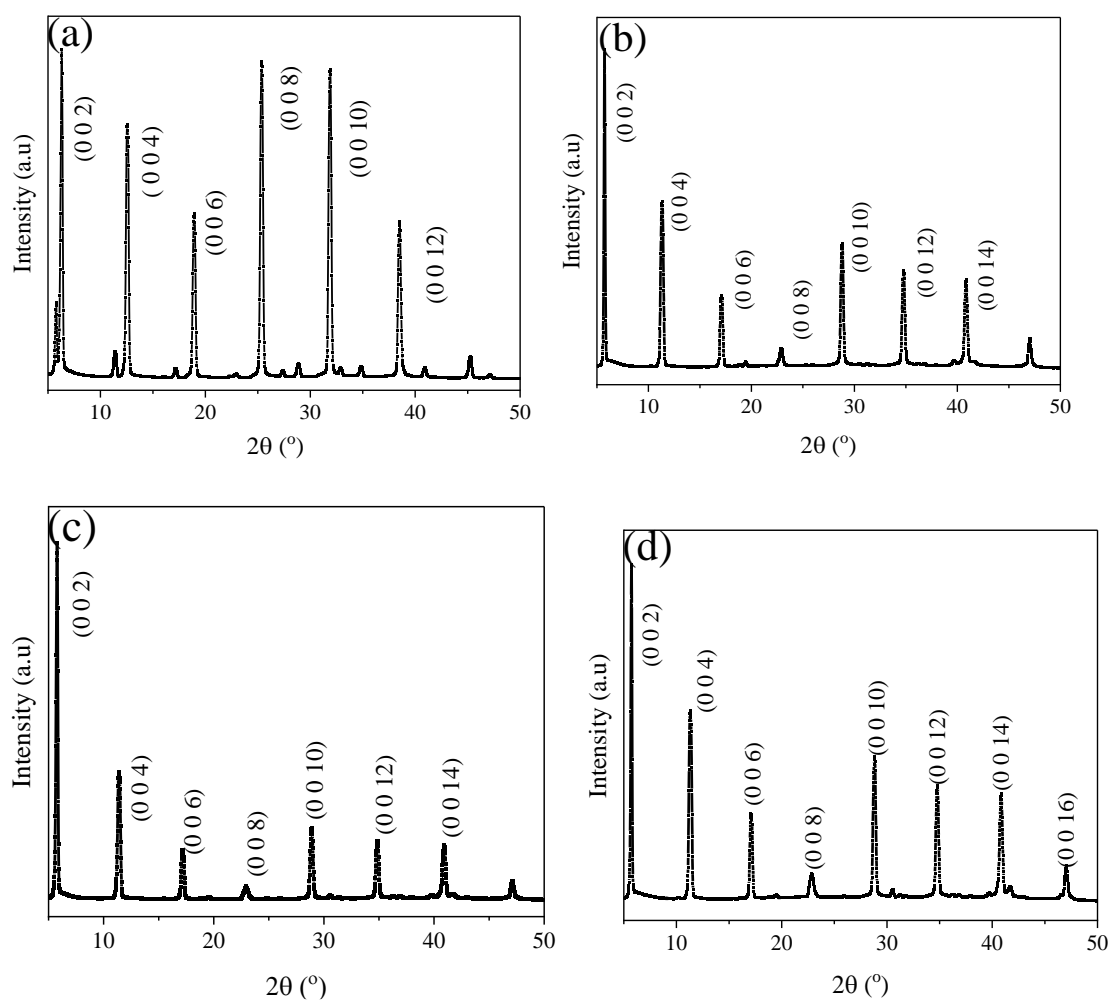 (a)
(0 0 2)
(0 0 4)
(0 0 6)
(0 0 8)
(0 0 10)
(0 0 12)
Intensity (a.u)
10 20 30 40 50
2θ (°)
(b)
(0 0 2)
(0 0 4)
(0 0 6)
(0 0 8)
(0 0 10)
(0 0 12)
(0 0 14)
Intensity (a.u)
10 20 30 40 50
2θ (°)
(c)
(0 0 2)
(0 0 4)
(0 0 6)
(0 0 8)
(0 0 10)
(0 0 12)
(0 0 14)
Intensity (a.u)
10 20 30 40 50
2θ (°)
(d)
(0 0 2)
(0 0 4)
(0 0 6)
(0 0 8)
(0 0 10)
(0 0 12)
(0 0 14)
(0 0 16)
Intensity (a.u)
10 20 30 40 50
2θ (°)